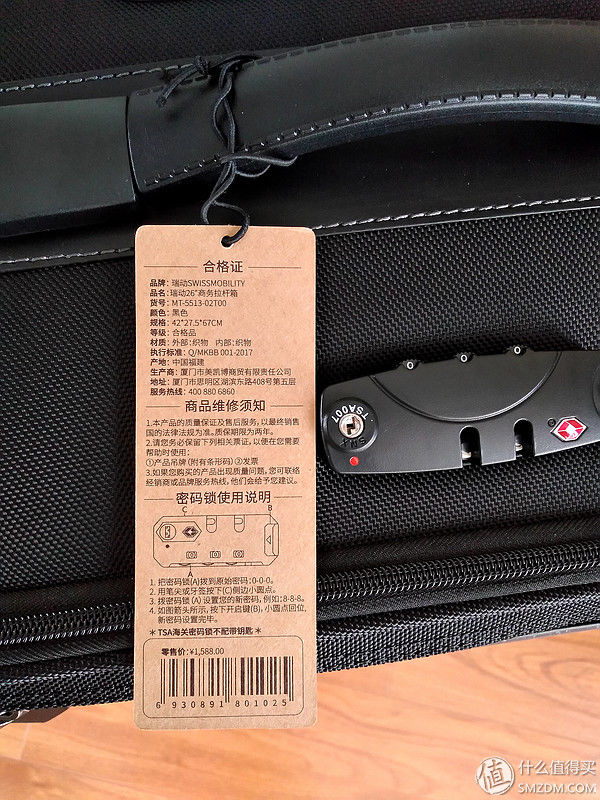 合格证
品牌：瑞动SWISSMOBILITY
品名：瑞动26"商务拉杆箱
货号：MT-5513-02T00
颜色：黑色
规格：42*27.5*67CM
等级：合格品
材质：外部:织物 内部:织物
执行标准：Q/MKBB 001-2017
产地：中国福建
生产商：厦门市美凯博商贸有限责任公司
地址：厦门市思明区湖滨东路408号第五层
服务热线：400 880 6860
商品维修须知
1.本产品的质量保证及售后服务，以最终销售
国的法律法规为准。质保期限为两年。
2.请您务必保留下列相关票证，以便在您需要
帮助时使用：
①产品吊牌（附有条形码）②发票
3.如果您购买的产品出现质量问题，您可联络
经销商或品牌服务热线，他们会给予您建议。
密码锁使用说明
C
B
A
1. 把密码锁(A)拨到原始密码：0-0-0。
2. 用笔尖或牙签按下(C)侧边小圆点。
3. 拨密码锁 (A) 设置您的新密码，例如：8-8-8。
4. 如图箭头所示，按下开启键(B)，小圆点回位，
新密码设置完毕。
＊TSA海关密码锁不配带钥匙＊
零售价：¥1,588.00
6 930891 801025
0 0 0
TSA007
值 什么值得买
SMZDM.COM